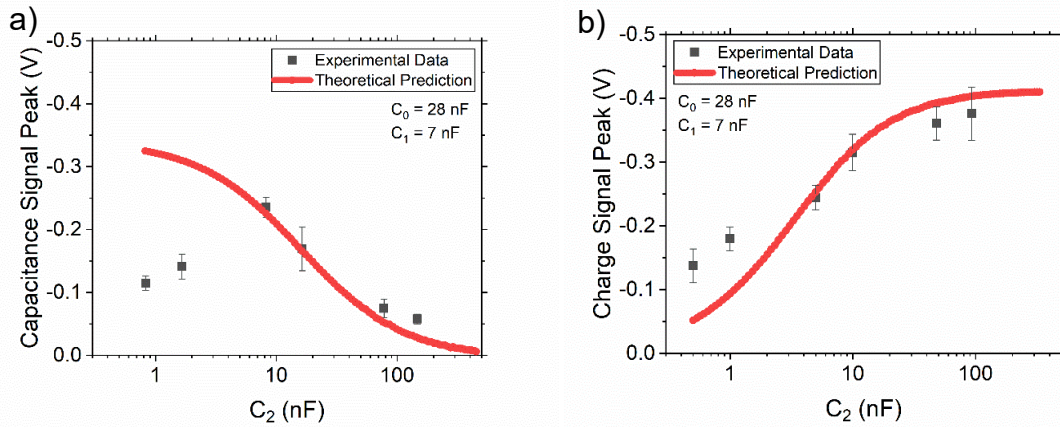 a)
Capacitance Signal Peak (V)
-0.5
-0.4
-0.3
-0.2
-0.1
0.0
Experimental Data
Theoretical Prediction
C₀ = 28 nF
C₁ = 7 nF
1
10
100
C₂ (nF)
b)
Charge Signal Peak (V)
-0.5
-0.4
-0.3
-0.2
-0.1
0.0
Experimental Data
Theoretical Prediction
C₀ = 28 nF
C₁ = 7 nF
1
10
100
C₂ (nF)